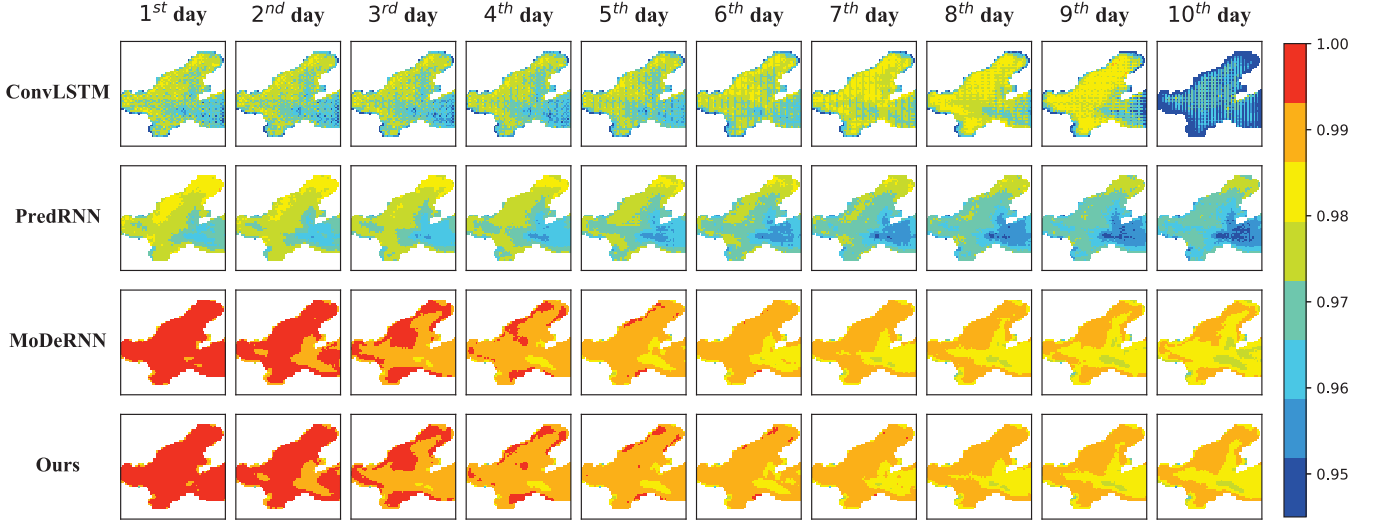 1st day 2nd day 3rd day 4th day 5th day 6th day 7th day 8th day 9th day 10th day
ConvLSTM
PredRNN
MoDeRNN
Ours
1.00
0.99
0.98
0.97
0.96
0.95